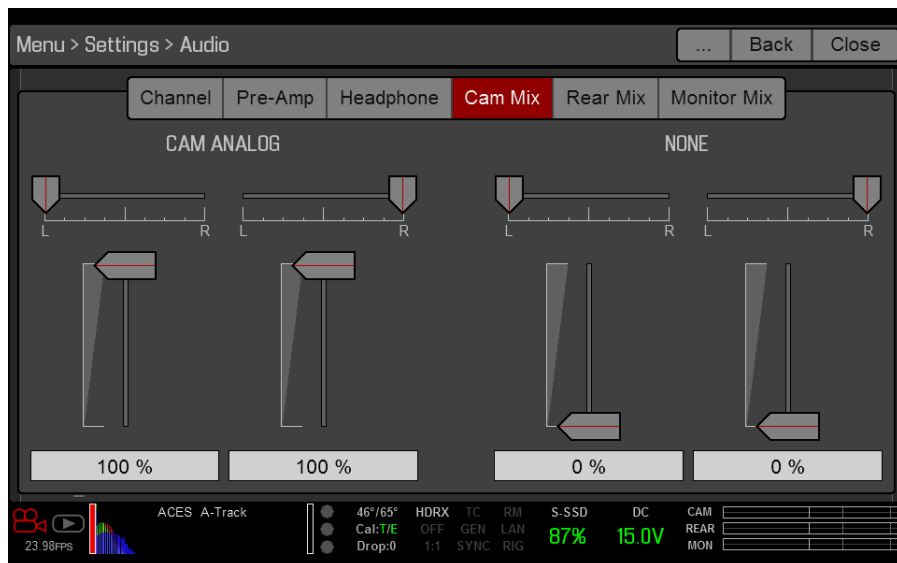 Menu > Settings > Audio ... Back Close
Channel Pre-Amp Headphone Cam Mix Rear Mix Monitor Mix
CAM ANALOG NONE
L R L R L R L R
100 % 100 % 0 % 0 %
ACES A-Track 46°/65° HDRX TC RM S-SSD DC CAM
Cal:T/E OFF GEN LAN 87% 15.0V REAR
23.98FPS Drop:0 1:1 SYNC RIG MON